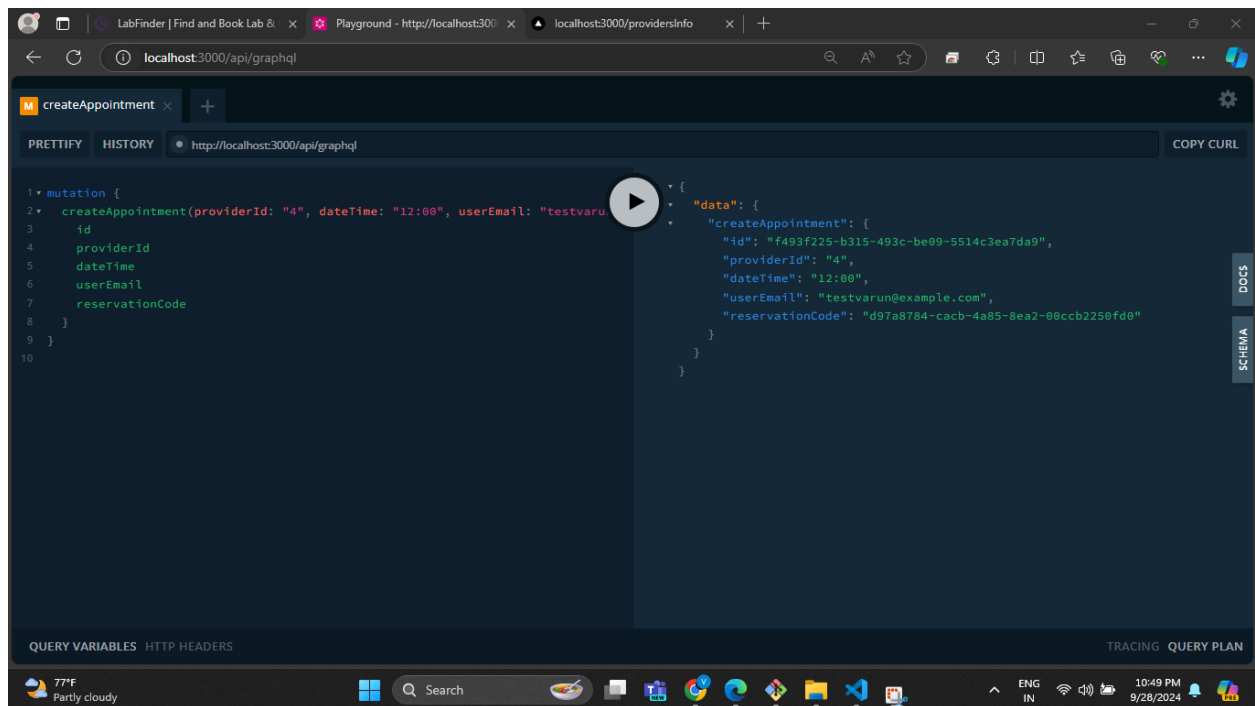 LabFinder | Find and Book Lab &
Playground - http://localhost:300
localhost:3000/providersInfo
localhost:3000/api/graphql
M createAppointment
PRETTIFY HISTORY http://localhost:3000/api/graphql COPY CURL
1 mutation {
2 createAppointment(providerId: "4", dateTime: "12:00", userEmail: "testvaru
3 id
4 providerId
5 dateTime
6 userEmail
7 reservationCode
8 }
9 }
10
{
"data": {
"createAppointment": {
"id": "f493f225-b315-493c-be09-5514c3ea7da9",
"providerId": "4",
"dateTime": "12:00",
"userEmail": "testvarun@example.com",
"reservationCode": "d97a8784-cacb-4a85-8ea2-00ccb2250fd0"
}
}
}
DOCS
SCHEMA
QUERY VARIABLES HTTP HEADERS
TRACING QUERY PLAN
77°F
Partly cloudy
Search
NEW
V
ENG
IN
10:49 PM
9/28/2024
PRE